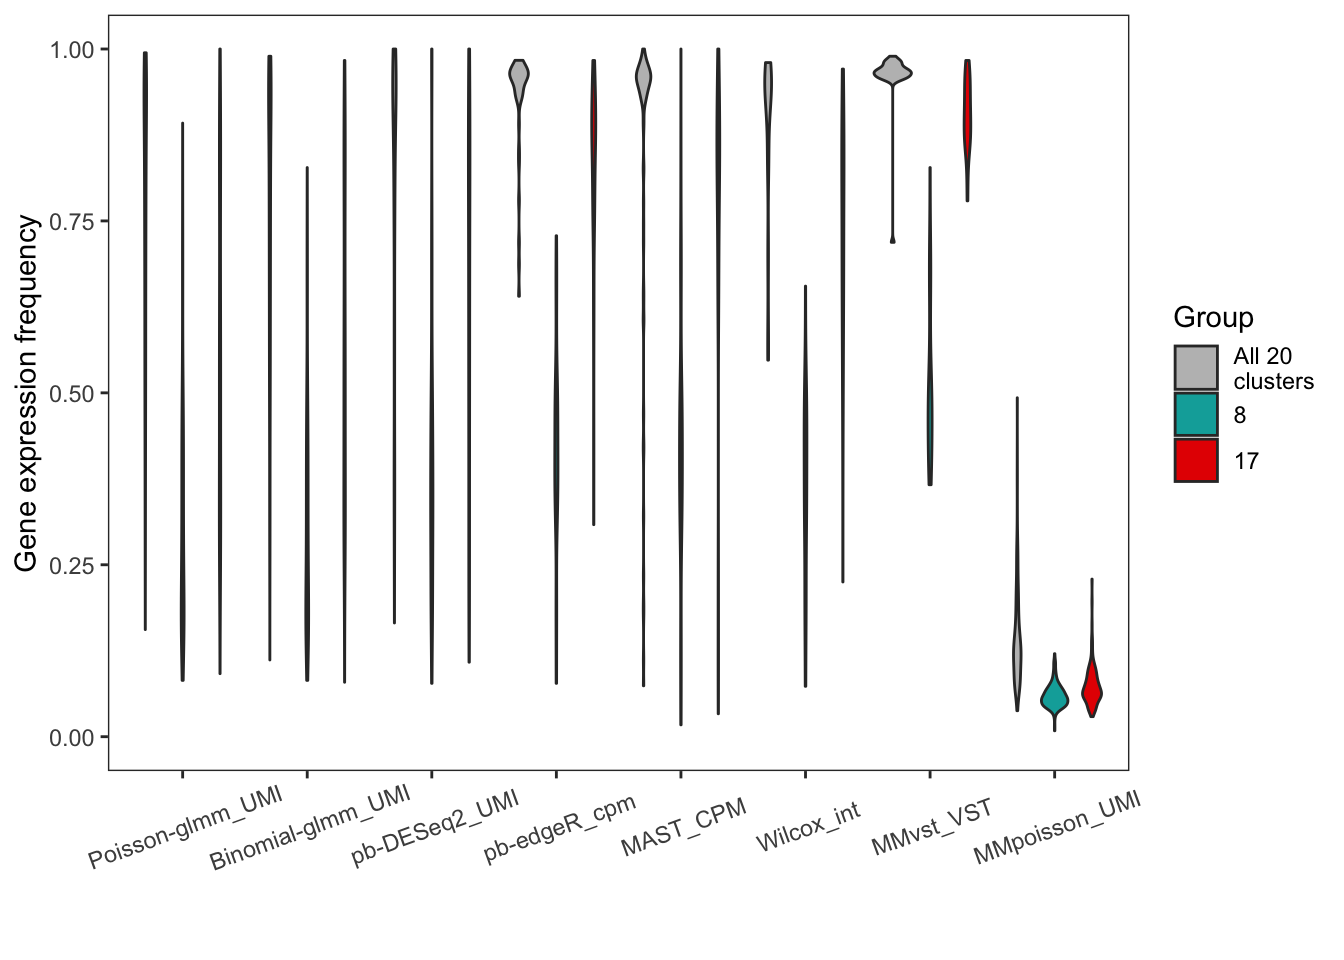 Gene expression frequency
1.00
0.75
0.50
0.25
0.00
Poisson-glmm_UMI
Binomial-glmm_UMI
pb-DESeq2_UMI
pb-edgeR_cpm
MAST_CPM
Wilcox_int
MMvst_VST
MMpoisson_UMI
Group
All 20
clusters
8
17